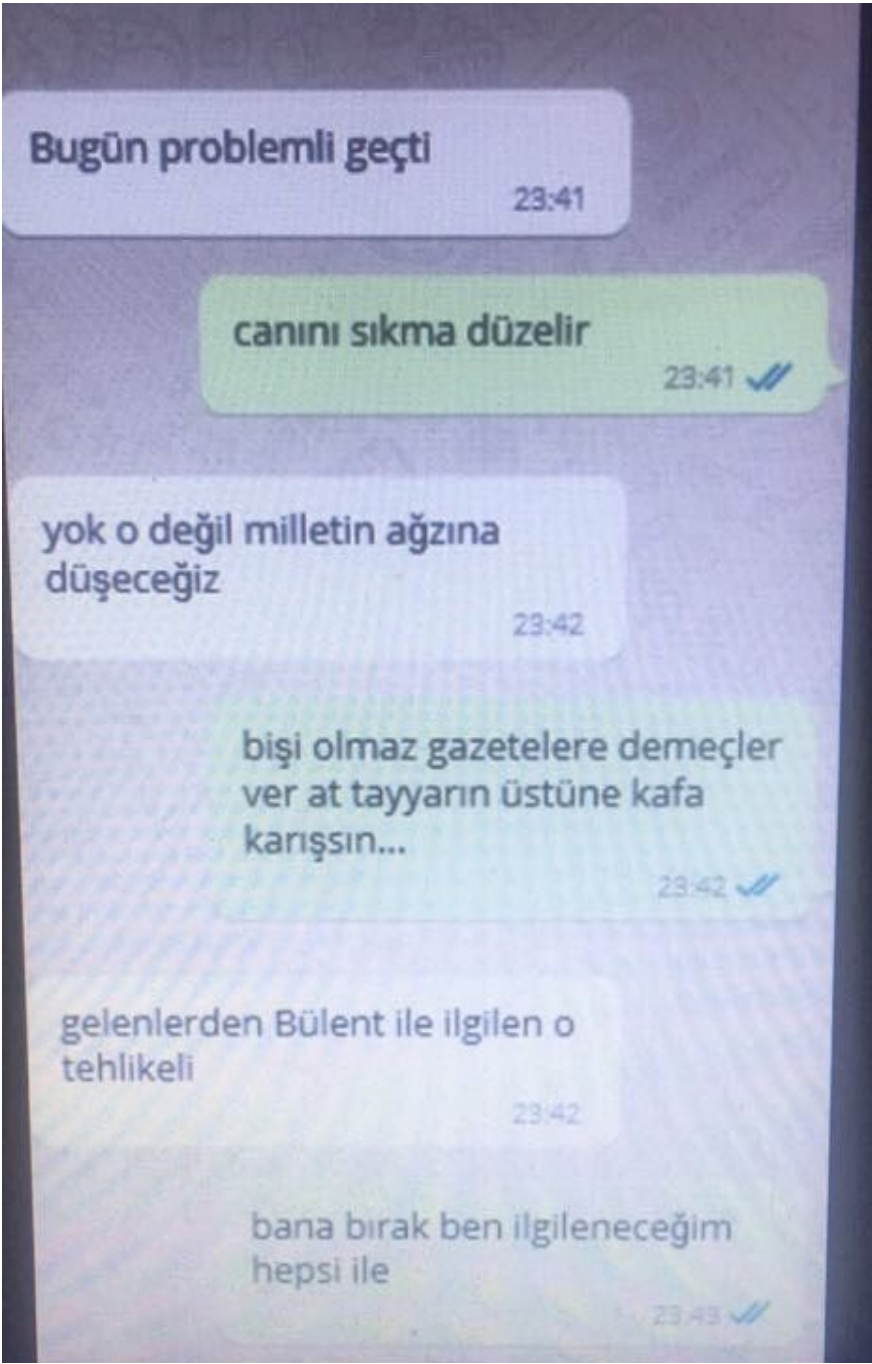 Bugün problemli geçti
23:41
canını sıkma düzelir
23:41
yok o değil milletin ağzına
düşeceğiz
23:42
bişi olmaz gazetelere demeçler
ver at tayyarın üstüne kafa
karışsın...
23:42
gelenlerden Bülent ile ilgilen o
tehlikeli
23:42
bana bırak ben ilgileneceğim
hepsi ile
23:43